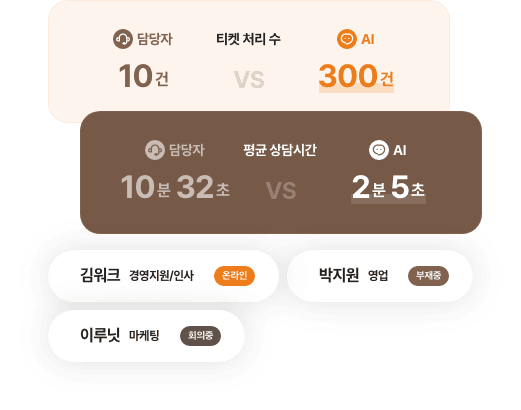 담당자 티켓 처리 수 AI
10건 VS 300건
담당자 평균 상담시간 AI
10분 32초 VS 2분 5초
김워크 경영지원/인사 온라인
박지원 영업 부재중
이루닛 마케팅 회의중